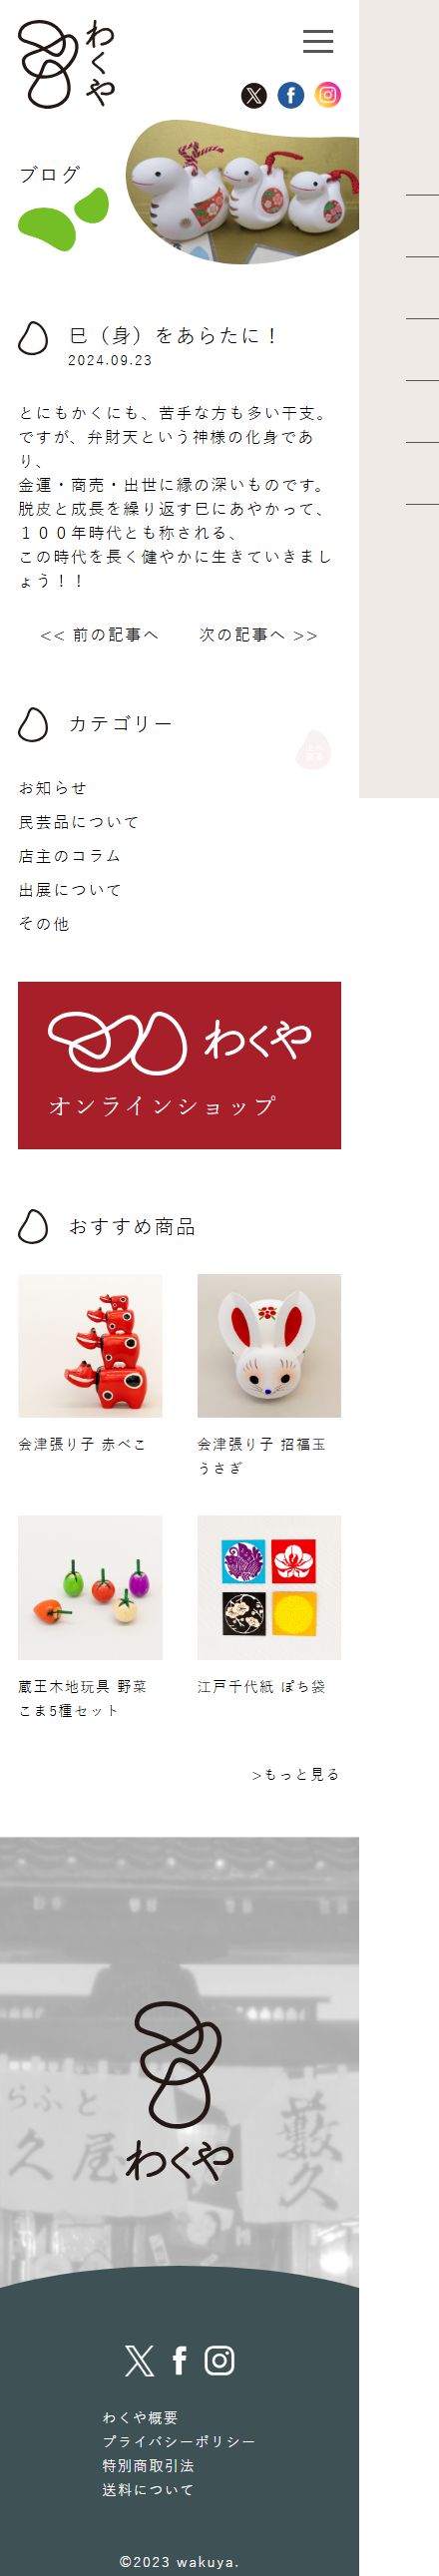 わくや
ブログ
巳（身）をあらたに！
2024.09.23
とにもかくにも、苦手な方も多い干支。
ですが、弁財天という神様の化身であ
り、
金運・商売・出世に縁の深いものです。
脱皮と成長を繰り返す巳にあやかって、
１００年時代とも称される、
この時代を長く健やかに生きていきまし
ょう！！
<< 前の記事へ 次の記事へ >>
カテゴリー
お知らせ
民芸品について
店主のコラム
出展について
その他
わくや
オンラインショップ
おすすめ商品
会津張り子 赤べこ
会津張り子 招福玉
うさぎ
蔵王木地玩具 野菜
こま5種セット
江戸千代紙 ぽち袋
>もっと見る
らふと
久屋
藪久
わくや
わくや概要
プライバシーポリシー
特別商取引法
送料について
©2023 wakuya.